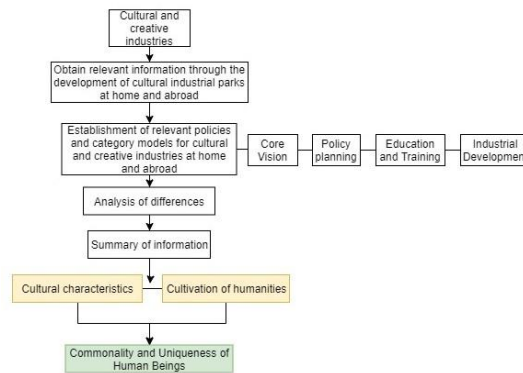 Cultural and
creative
industries
Obtain relevant information through the
development of cultural industrial parks
at home and abroad
Establishment of relevant policies
and category models for cultural
and creative industries at home
and abroad
Core
Vision
Policy
planning
Education
and Training
Industrial
Development
Analysis of differences
Summary of information
Cultural characteristics
Cultivation of humanities
Commonality and Uniqueness of
Human Beings